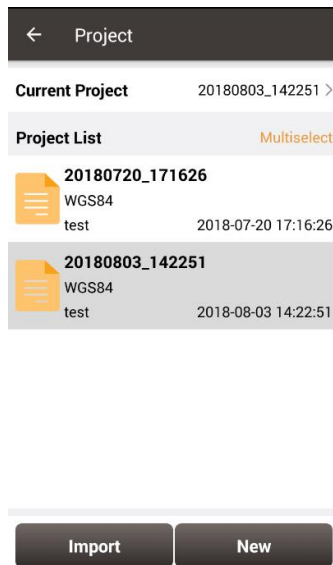 Project
Current Project 20180803_142251 >
Project List Multiselect
20180720_171626
WGS84
test 2018-07-20 17:16:26
20180803_142251
WGS84
test 2018-08-03 14:22:51
Import New